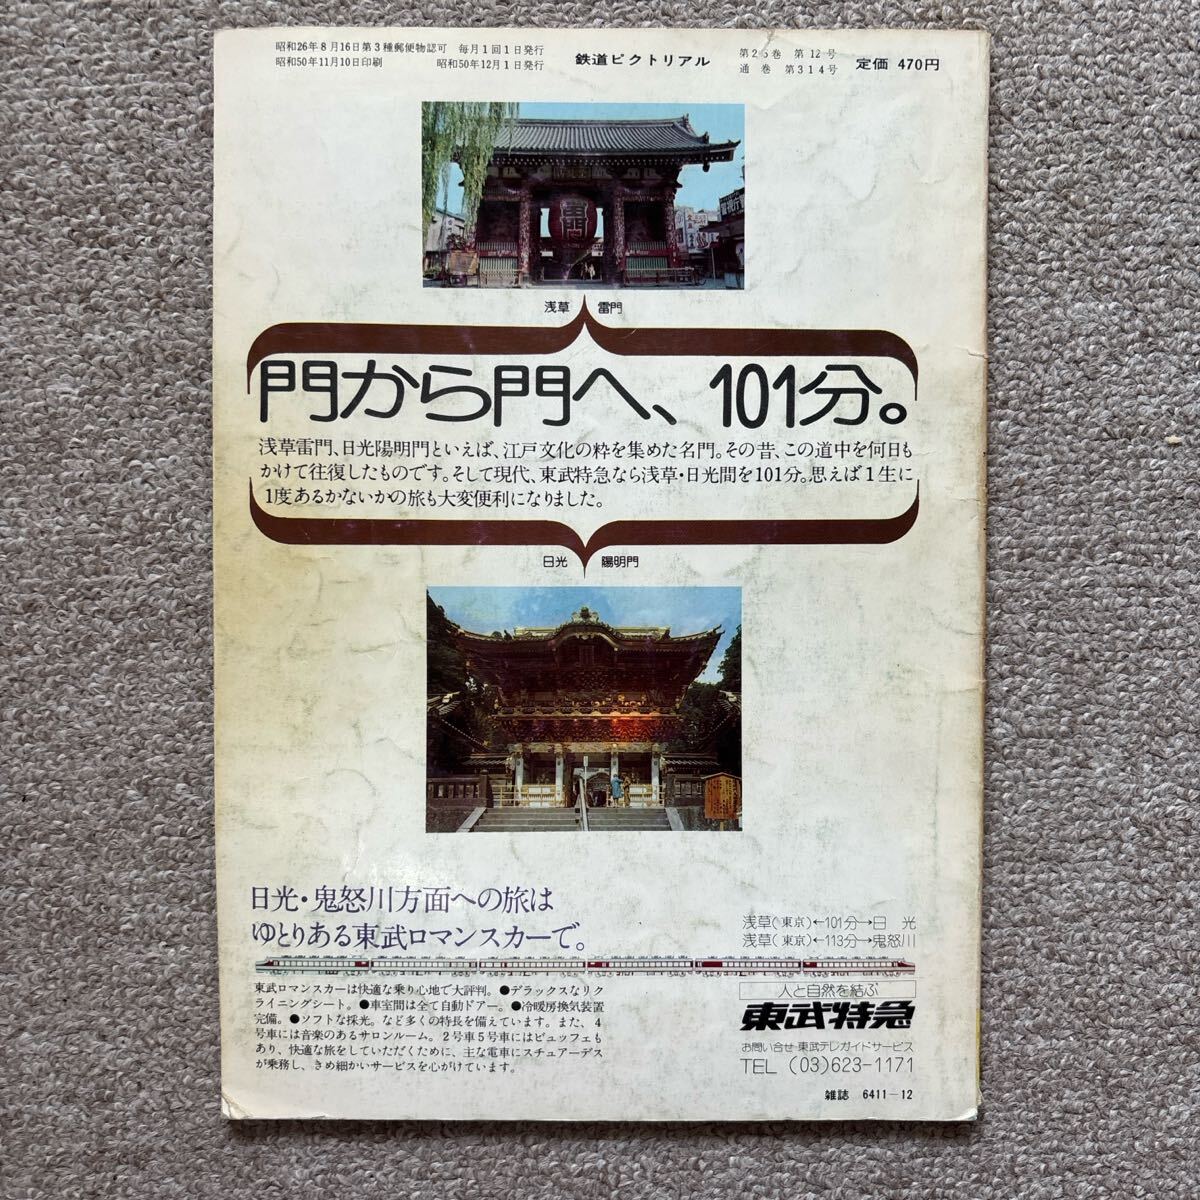 昭和26年8月16日第3種郵便物認可 毎月1回1日発行
昭和50年11月10日印刷 昭和50年12月1日発行
鉄道ピクトリアル
第25巻 第12号
通巻 第314号
定価 470円
雷門
浅草 雷門
門から門へ、101分。
浅草雷門、日光陽明門といえば、江戸文化の粋を集めた名門。その昔、この道中を何日も
かけて往復したものです。そして現代、東武特急なら浅草・日光間を101分。思えば1生に
1度あるかないかの旅も大変便利になりました。
日光 陽明門
日光・鬼怒川方面への旅は
ゆとりある東武ロマンスカーで。
東武ロマンスカーは快適な乗り心地で大評判。●デラックスなリク
ライニングシート。●車室間は全て自動ドアー。●冷暖房換気装置
完備。●ソフトな採光。など多くの特長を備えています。また、4
号車には音楽のあるサロンルーム。2号車5号車にはビュッフェも
あり、快適な旅をしていただくために、主な電車にスチュアーデス
が乗務し、きめ細かいサービスを心がけています。
浅草(東京)←101分→日 光
浅草(東京)←113分→鬼怒川
人と自然を結ぶ
東武特急
お問い合せ・東武テレガイドサービス
TEL (03)623-1171
雑誌 6411-12